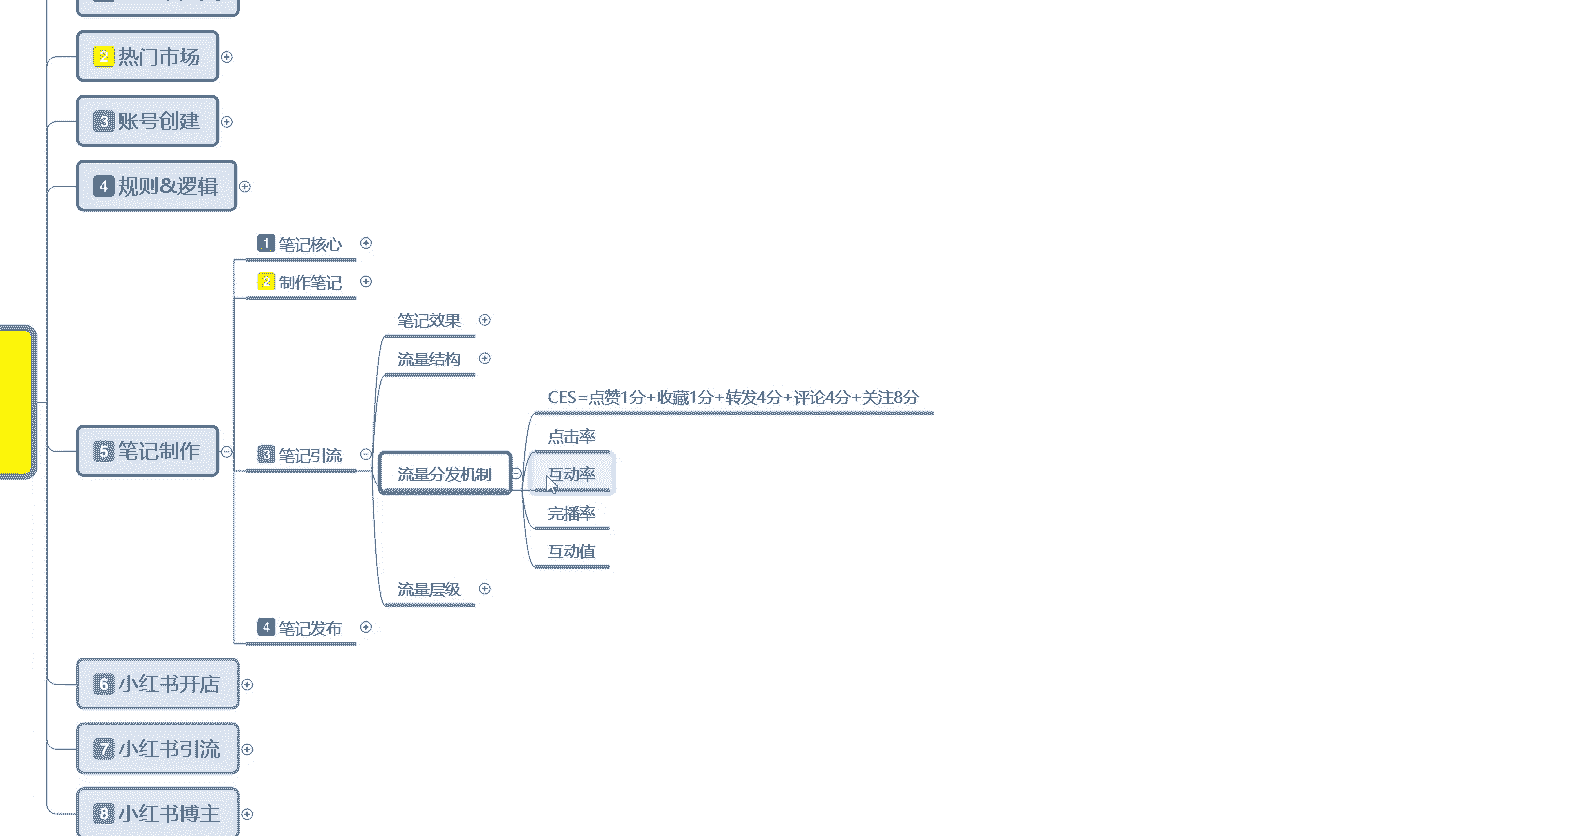 2 热门市场
3 账号创建
4 规则&逻辑
1 笔记核心
2 制作笔记
笔记效果
流量结构
CES=点赞1分+收藏1分+转发4分+评论4分+关注8分
点击率
5 笔记制作
3 笔记引流
流量分发机制
互动率
完播率
互动值
流量层级
4 笔记发布
6 小红书开店
7 小红书引流
8 小红书博主